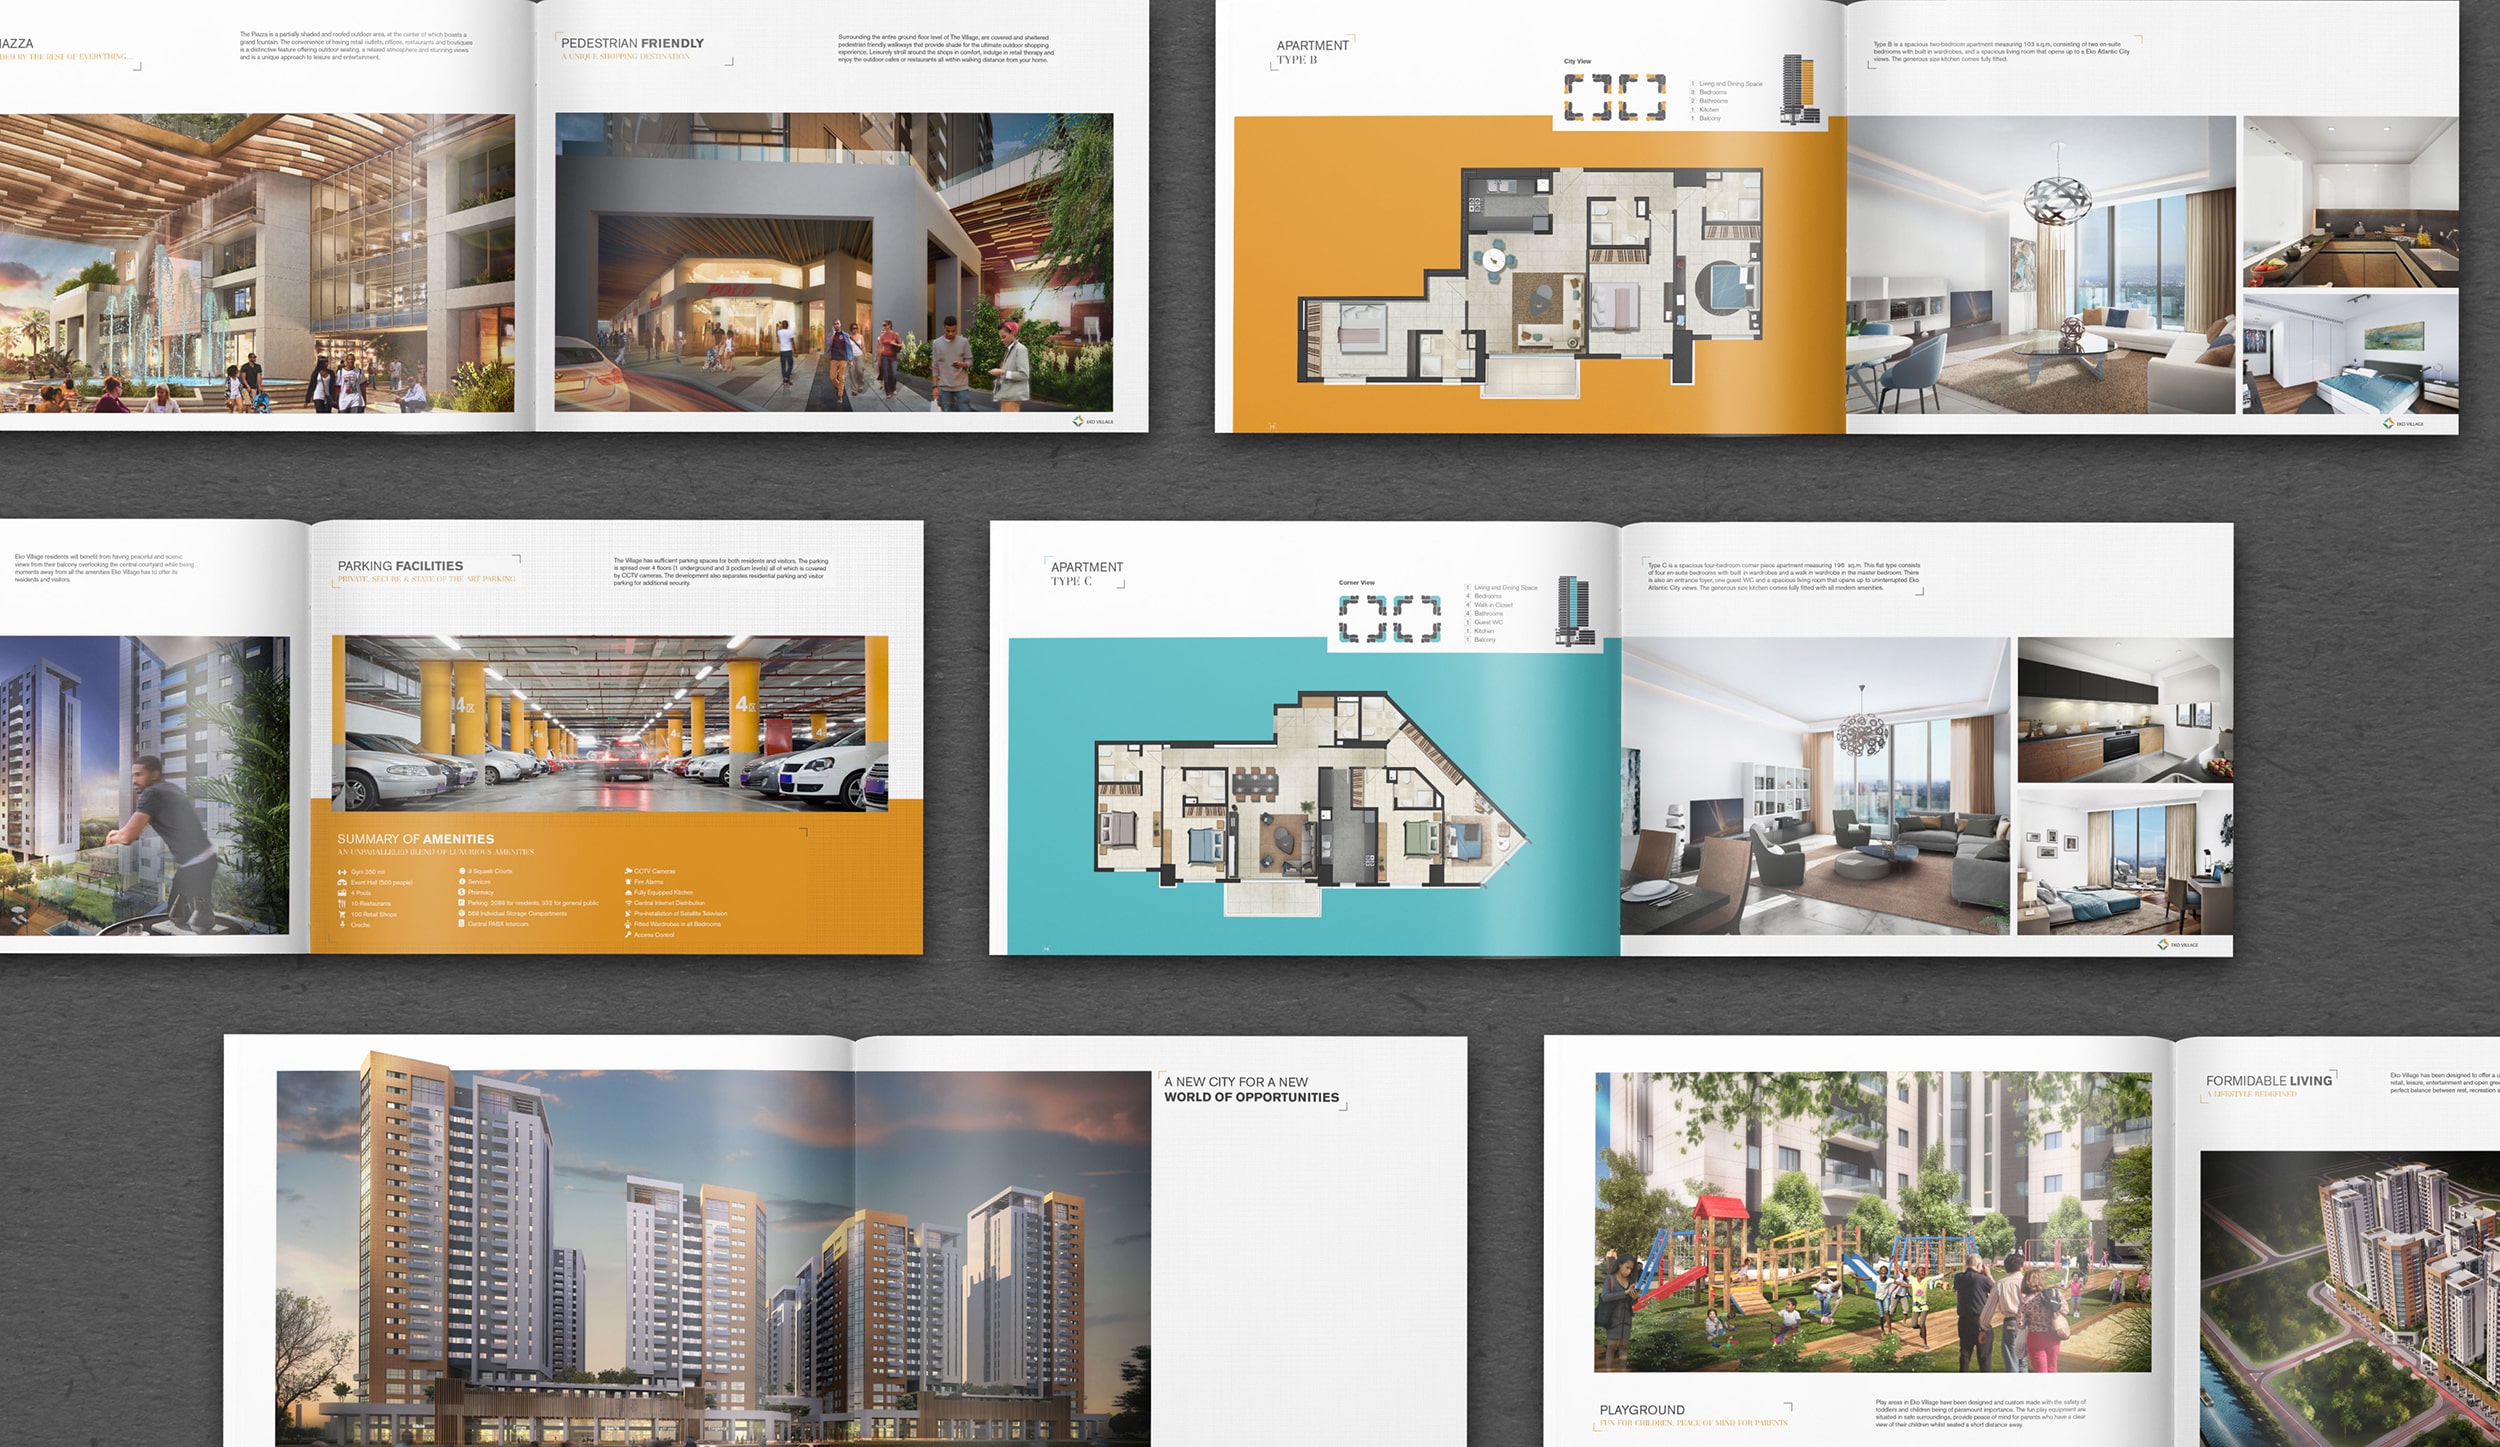 IAZZA
DED BY THE BEST OF EVERYTHING...
The Piazza is a partially shaded and roofed outdoor area, at the center of which boasts a
grand fountain. The convenience of having retail outlets, offices, restaurants and boutiques
is a distinctive feature offering outdoor seating, a relaxed atmosphere and stunning views
and is a unique approach to leisure and entertainment.
PEDESTRIAN FRIENDLY
A UNIQUE SHOPPING DESTINATION
Surrounding the entire ground floor level of The Village, are covered and sheltered
pedestrian friendly walkways that provide shade for the ultimate outdoor shopping
experience. Leisurely stroll around the shops in comfort, indulge in retail therapy and
enjoy the outdoor cafes or restaurants all within walking distance from your home.
POLO
EKO VILLAGE
APARTMENT
TYPE B
City View
1 Living and Dining Space
3 Bedrooms
2 Bathrooms
1 Kitchen
1 Balcony
Type B is a spacious two-bedroom apartment measuring 103 sq.m, consisting of two en-suite
bedrooms with built in wardrobes, and a spacious living room that opens up to a Eko Atlantic City
views. The generous size kitchen comes fully fitted.
EKO VILLAGE
Eko Village residents will benefit from having peaceful and scenic
views from their balcony overlooking the central courtyard while being
moments away from all the amenities Eko Village has to offer its
residents and visitors.
PARKING FACILITIES
PRIVATE, SECURE & STATE OF THE ART PARKING
The Village has sufficient parking spaces for both residents and visitors. The parking
is spread over 4 floors (1 underground and 3 podium levels) all of which is covered
by CCTV cameras. The development also separates residential parking and visitor
parking for additional security.
4区
4区
4区
4区
4区
SUMMARY OF AMENITIES
AN UNPARALLELED BLEND OF LUXURIOUS AMENITIES
Gym 350 m²
Event Hall (500 people)
4 Pools
10 Restaurants
100 Retail Shops
Creche
3 Squash Courts
Services
Pharmacy
Parking: 2099 for residents, 932 for general public
569 Individual Storage Compartments
Central PABX Intercom
CCTV Cameras
Fire Alarms
Fully Equipped Kitchen
Central Internet Distribution
Pre-Installation of Satellite Television
Fitted Wardrobes in all Bedrooms
Access Control
APARTMENT
TYPE C
Corner View
1 Living and Dining Space
4 Bedrooms
4 Walk in Closet
4 Bathrooms
1 Guest WC
1 Kitchen
1 Balcony
Type C is a spacious four-bedroom corner piece apartment measuring 196 sq.m. This flat type consists
of four en-suite bedrooms with built in wardrobes and a walk in wardrobe in the master bedroom. There
is also an entrance foyer, one guest WC and a spacious living room that opens up to uninterrupted Eko
Atlantic City views. The generous size kitchen comes fully fitted with all modern amenities.
EKO VILLAGE
A NEW CITY FOR A NEW
WORLD OF OPPORTUNITIES
PLAYGROUND
FUN FOR CHILDREN, PEACE OF MIND FOR PARENTS
Play areas in Eko Village have been designed and custom made with the safety of
toddlers and children being of paramount importance. The fun play equipment are
situated in safe surroundings, provide peace of mind for parents who have a clear
view of their children whilst seated a short distance away.
FORMIDABLE LIVING
A LIFESTYLE REDEFINED
Eko Village has been designed to offer a u
retail, leisure, entertainment and open gree
perfect balance between rest, recreation a